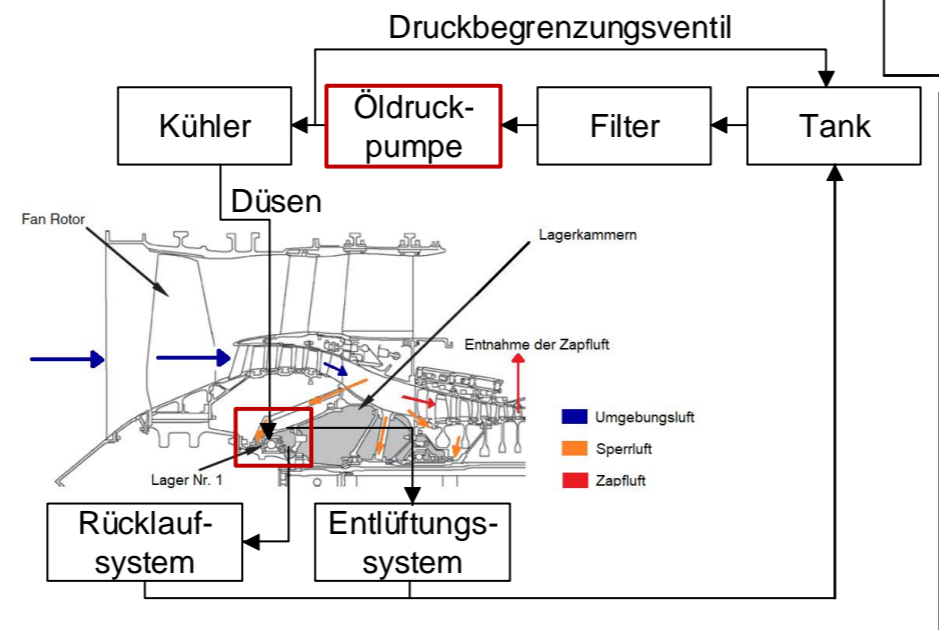 Druckbegrenzungsventil
Kühler
Öldruck-
pumpe
Filter
Tank
Düsen
Fan Rotor
Lagerkammern
Entnahme der Zapfluft
Umgebungsluft
Sperrluft
Zapfluft
Lager Nr. 1
Rücklauf-
system
Entlüftungs-
system